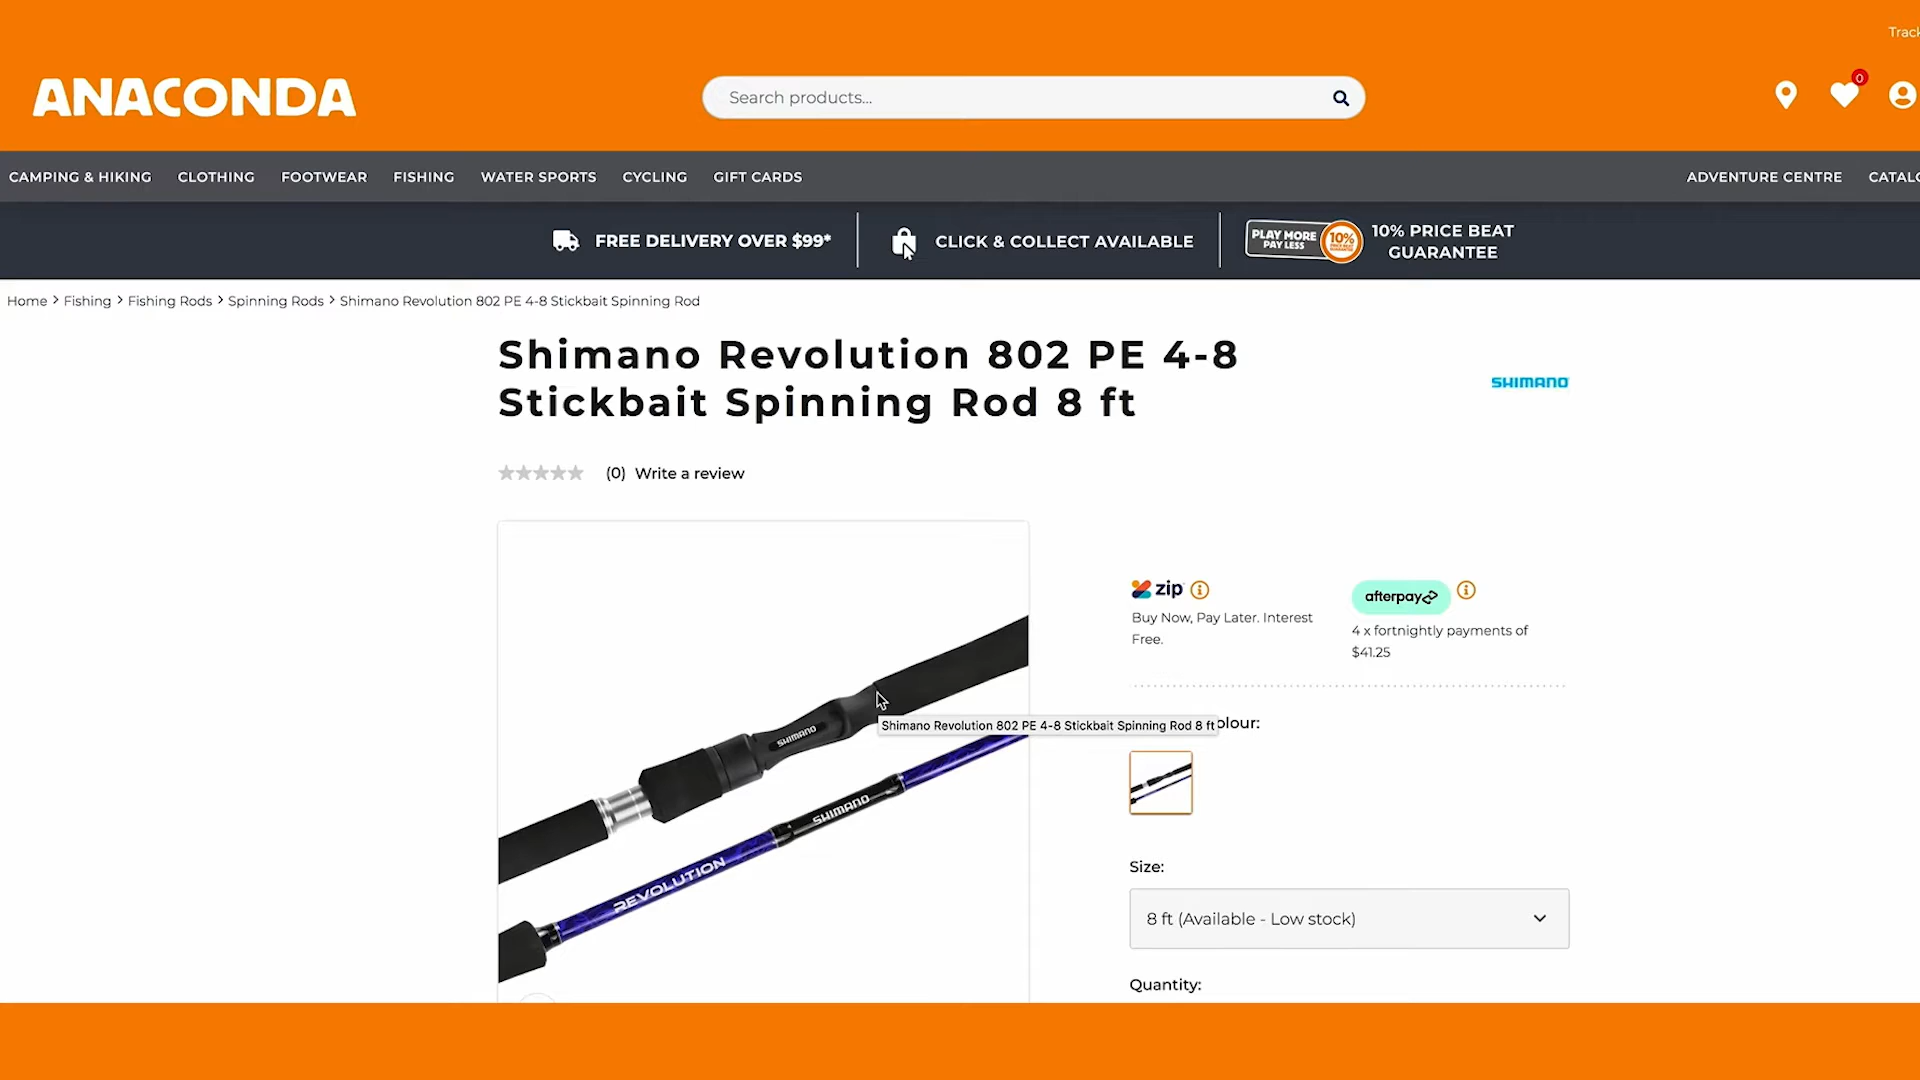 Track
ANACONDA
Search products...
0
CAMPING & HIKING CLOTHING FOOTWEAR FISHING WATER SPORTS CYCLING GIFT CARDS ADVENTURE CENTRE CATALO
FREE DELIVERY OVER $99* CLICK & COLLECT AVAILABLE
PLAY MORE
PAY LESS
10%
10% PRICE BEAT
GUARANTEE
Home > Fishing > Fishing Rods > Spinning Rods > Shimano Revolution 802 PE 4-8 Stickbait Spinning Rod
Shimano Revolution 802 PE 4-8
Stickbait Spinning Rod 8 ft
SHIMANO
(0) Write a review
zip
Buy Now, Pay Later. Interest
Free.
afterpay
4 x fortnightly payments of
$41.25
SHIMANO
Shimano Revolution 802 PE 4-8 Stickbait Spinning Rod 8 ft
olour:
SHIMANO
REVOLUTION
Size:
8 ft (Available - Low stock)
Quantity: